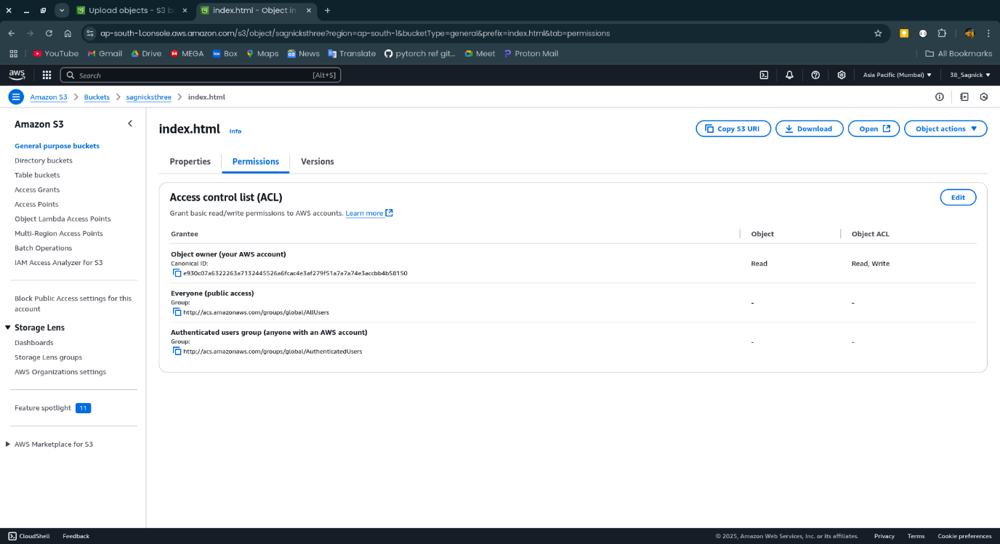 Upload objects - S3 b
index.html - Object in
ap-south-1.console.aws.amazon.com/s3/object/sagnicksthree?region=ap-south-1&bucketType=general&prefix=index.html&tab=permissions
YouTube Gmail Drive MEGA Box Maps News Translate pytorch ref git... Meet Proton Mail All Bookmarks
aws Search [Alt+S] Asia Pacific (Mumbai) 38_Sagnick
Amazon S3 Buckets sagnicksthree index.html
Amazon S3
General purpose buckets
Directory buckets
Table buckets
Access Grants
Access Points
Object Lambda Access Points
Multi-Region Access Points
Batch Operations
IAM Access Analyzer for S3
Block Public Access settings for this
account
Storage Lens
Dashboards
Storage Lens groups
AWS Organizations settings
Feature spotlight 11
AWS Marketplace for S3
index.html Info
Copy S3 URI Download Open Object actions
Properties Permissions Versions
Access control list (ACL)
Edit
Grant basic read/write permissions to AWS accounts. Learn more
Grantee Object Object ACL
Object owner (your AWS account)
Canonical ID:
e930c07a6322263a7132445526a6fcac4e3af279f51a7a7a74e3accbb4b58150
Read Read, Write
Everyone (public access)
Group:
http://acs.amazonaws.com/groups/global/AllUsers
- -
Authenticated users group (anyone with an AWS account)
Group:
http://acs.amazonaws.com/groups/global/AuthenticatedUsers
- -
CloudShell Feedback © 2025, Amazon Web Services, Inc. or its affiliates. Privacy Terms Cookie preferences